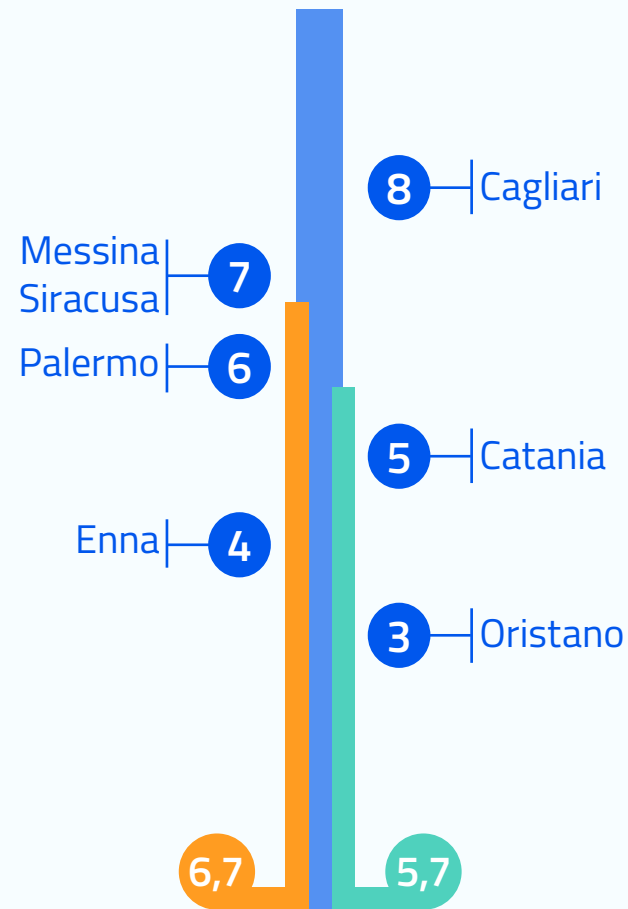 8 Cagliari
Messina
Siracusa
7
Palermo 6
5 Catania
Enna 4
3 Oristano
6,7
5,7